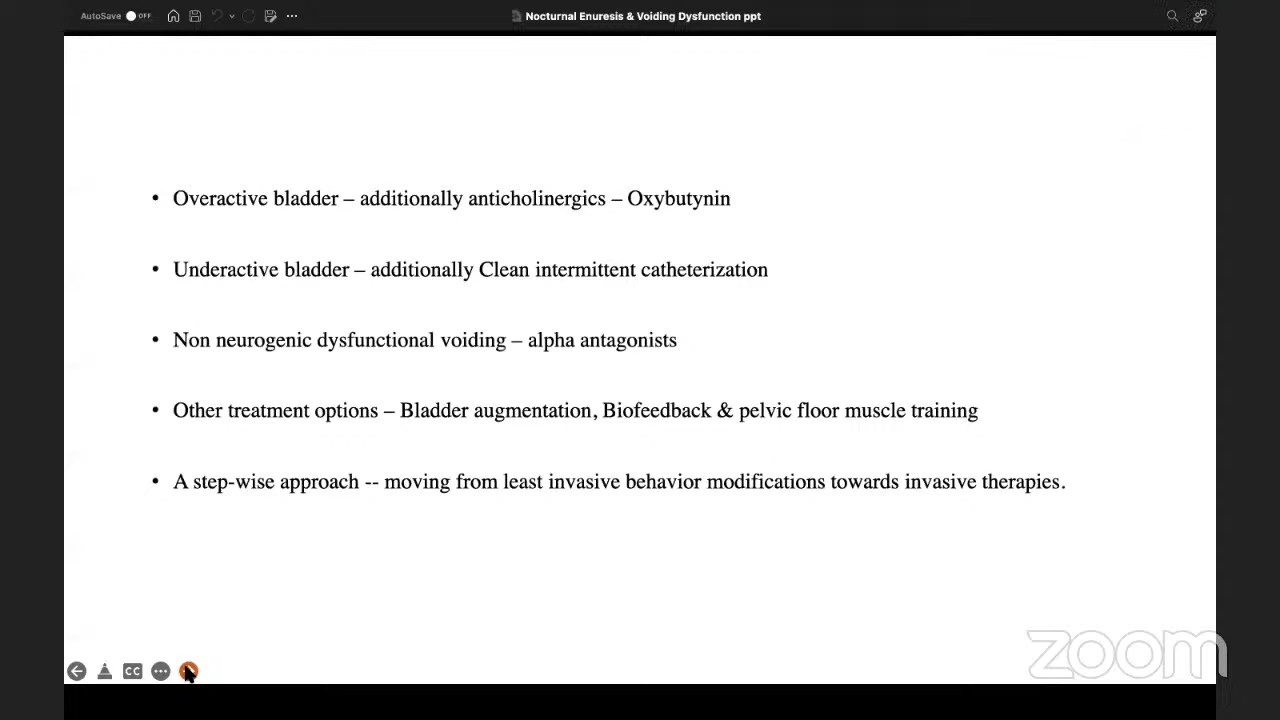 AutoSave OFF
Nocturnal Enuresis & Voiding Dysfunction ppt
• Overactive bladder – additionally anticholinergics – Oxybutynin
• Underactive bladder – additionally Clean intermittent catheterization
• Non neurogenic dysfunctional voiding – alpha antagonists
• Other treatment options – Bladder augmentation, Biofeedback & pelvic floor muscle training
• A step-wise approach -- moving from least invasive behavior modifications towards invasive therapies.
CC
zoom